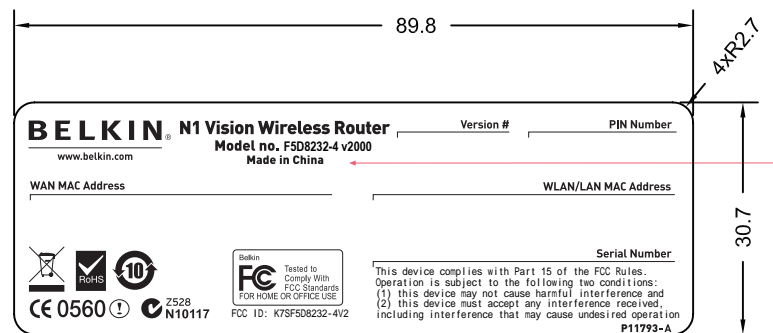 89.8
4xR2.7
BELKIN® N1 Vision Wireless Router
www.belkin.com
Model no. F5D8232-4 v2000
Made in China
Version #
PIN Number
WAN MAC Address
WLAN/LAN MAC Address
30.7
Serial Number
RoHS
10
Belkin
FC
Tested to
Comply With
FCC Standards
FOR HOME OR OFFICE USE
FCC ID: K7SF5D8232-4V2
CE 0560 !
Z528
N10117
This device complies with Part 15 of the FCC Rules.
Operation is subject to the following two conditions:
(1) this device may not cause harmful interference and
(2) this device must accept any interference received,
including interference that may cause undesired operation
P11793-A